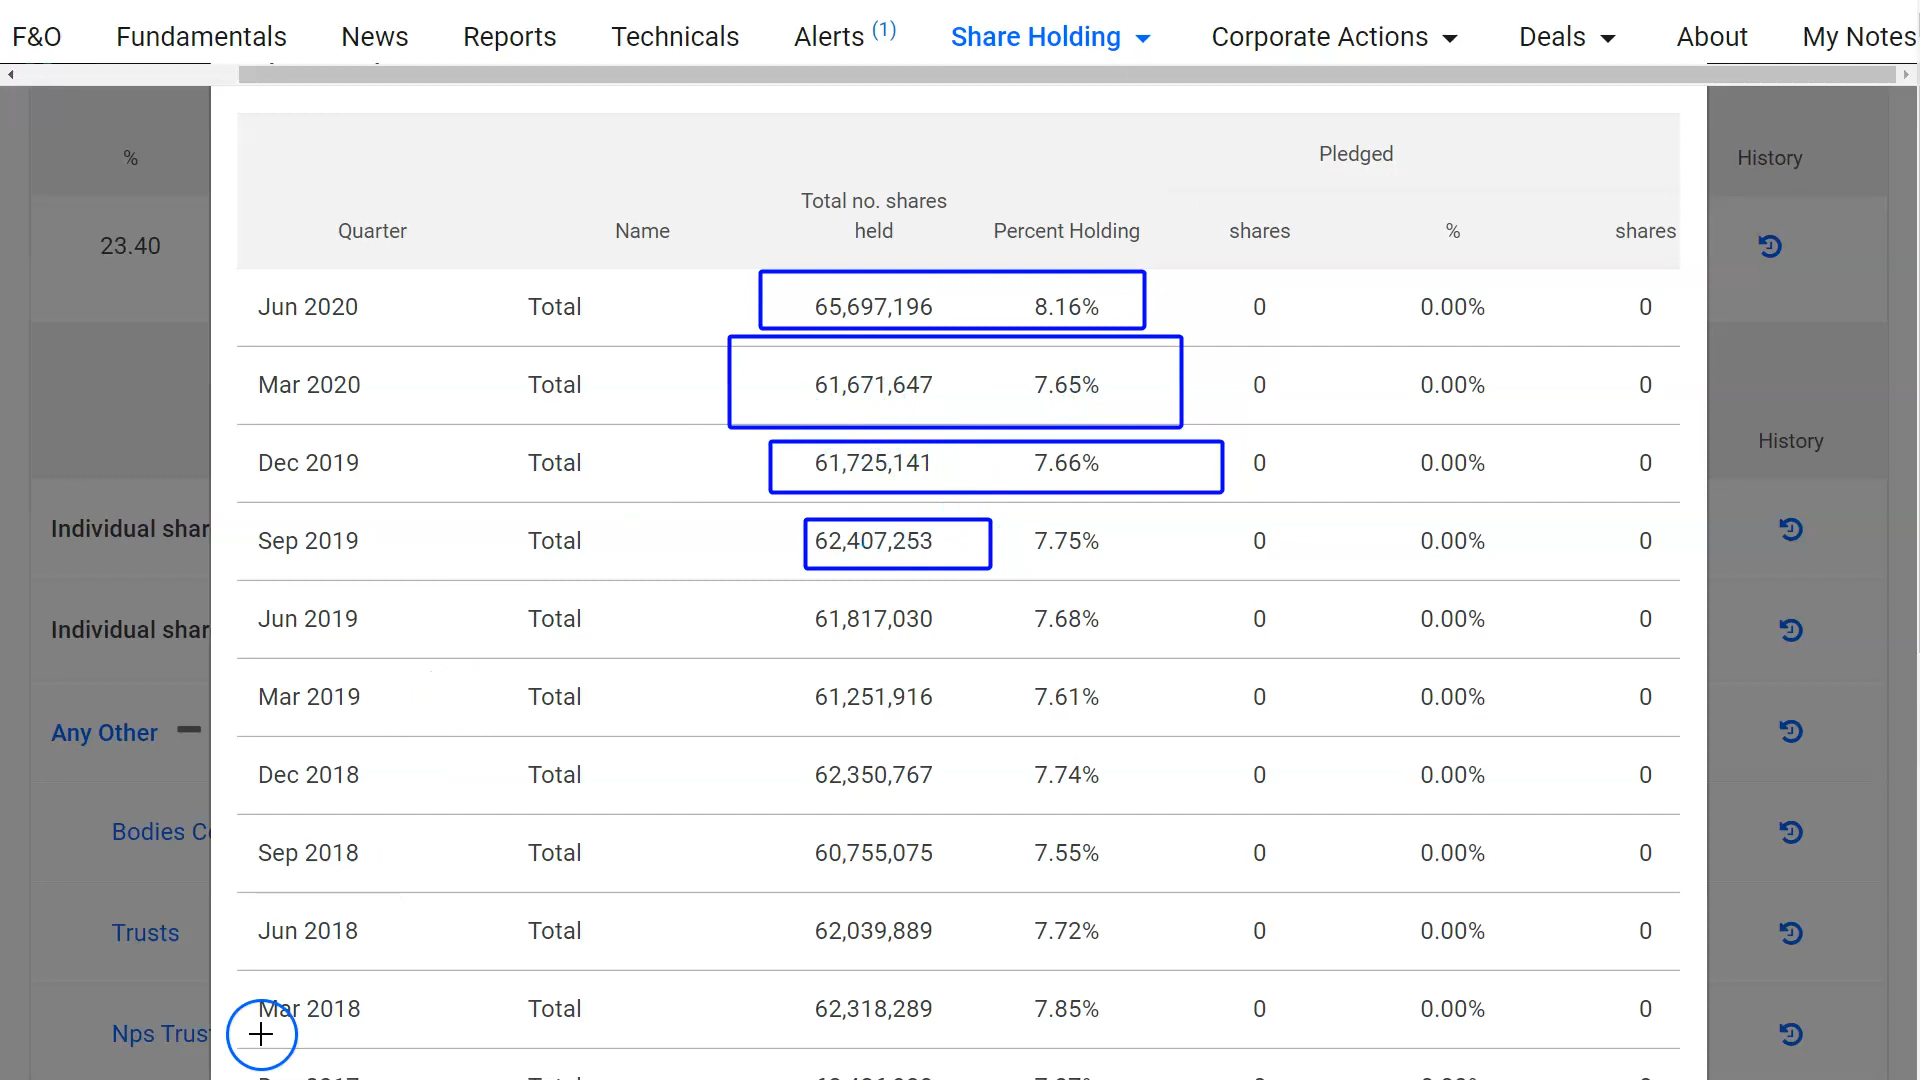 F&O Fundamentals News Reports Technicals Alerts (1) Share Holding Corporate Actions Deals About My Notes
Pledged
% History
Total no. shares
Quarter Name held Percent Holding shares % shares
23.40
Jun 2020 Total 65,697,196 8.16% 0 0.00% 0
Mar 2020 Total 61,671,647 7.65% 0 0.00% 0
History
Dec 2019 Total 61,725,141 7.66% 0 0.00% 0
Individual shar
Sep 2019 Total 62,407,253 7.75% 0 0.00% 0
Jun 2019 Total 61,817,030 7.68% 0 0.00% 0
Individual shar
Mar 2019 Total 61,251,916 7.61% 0 0.00% 0
Any Other
Dec 2018 Total 62,350,767 7.74% 0 0.00% 0
Bodies Co
Sep 2018 Total 60,755,075 7.55% 0 0.00% 0
Trusts
Jun 2018 Total 62,039,889 7.72% 0 0.00% 0
Mar 2018 Total 62,318,289 7.85% 0 0.00% 0
Nps Trus